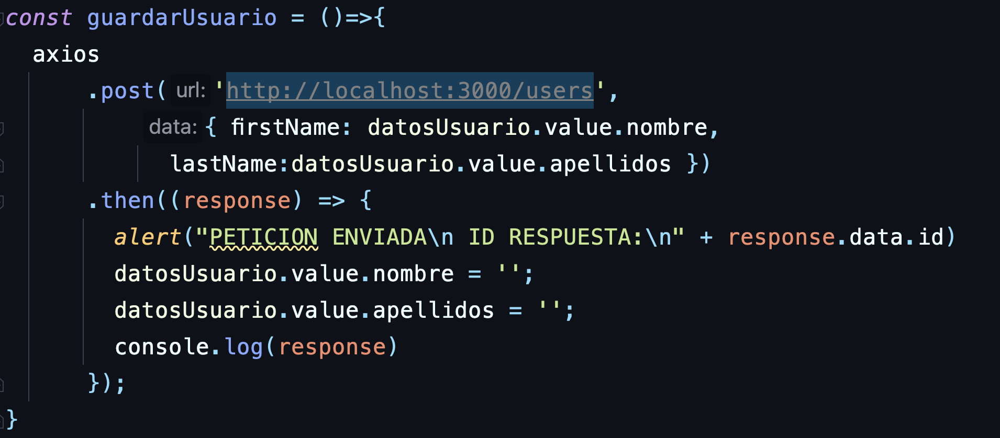 const guardarUsuario = ()=>{
axios
.post( url: 'http://localhost:3000/users',
data: { firstName: datosUsuario.value.nombre,
lastName:datosUsuario.value.apellidos })
.then((response) => {
alert("PETICION ENVIADA\n ID RESPUESTA:\n" + response.data.id)
datosUsuario.value.nombre = '';
datosUsuario.value.apellidos = '';
console.log(response)
});
}